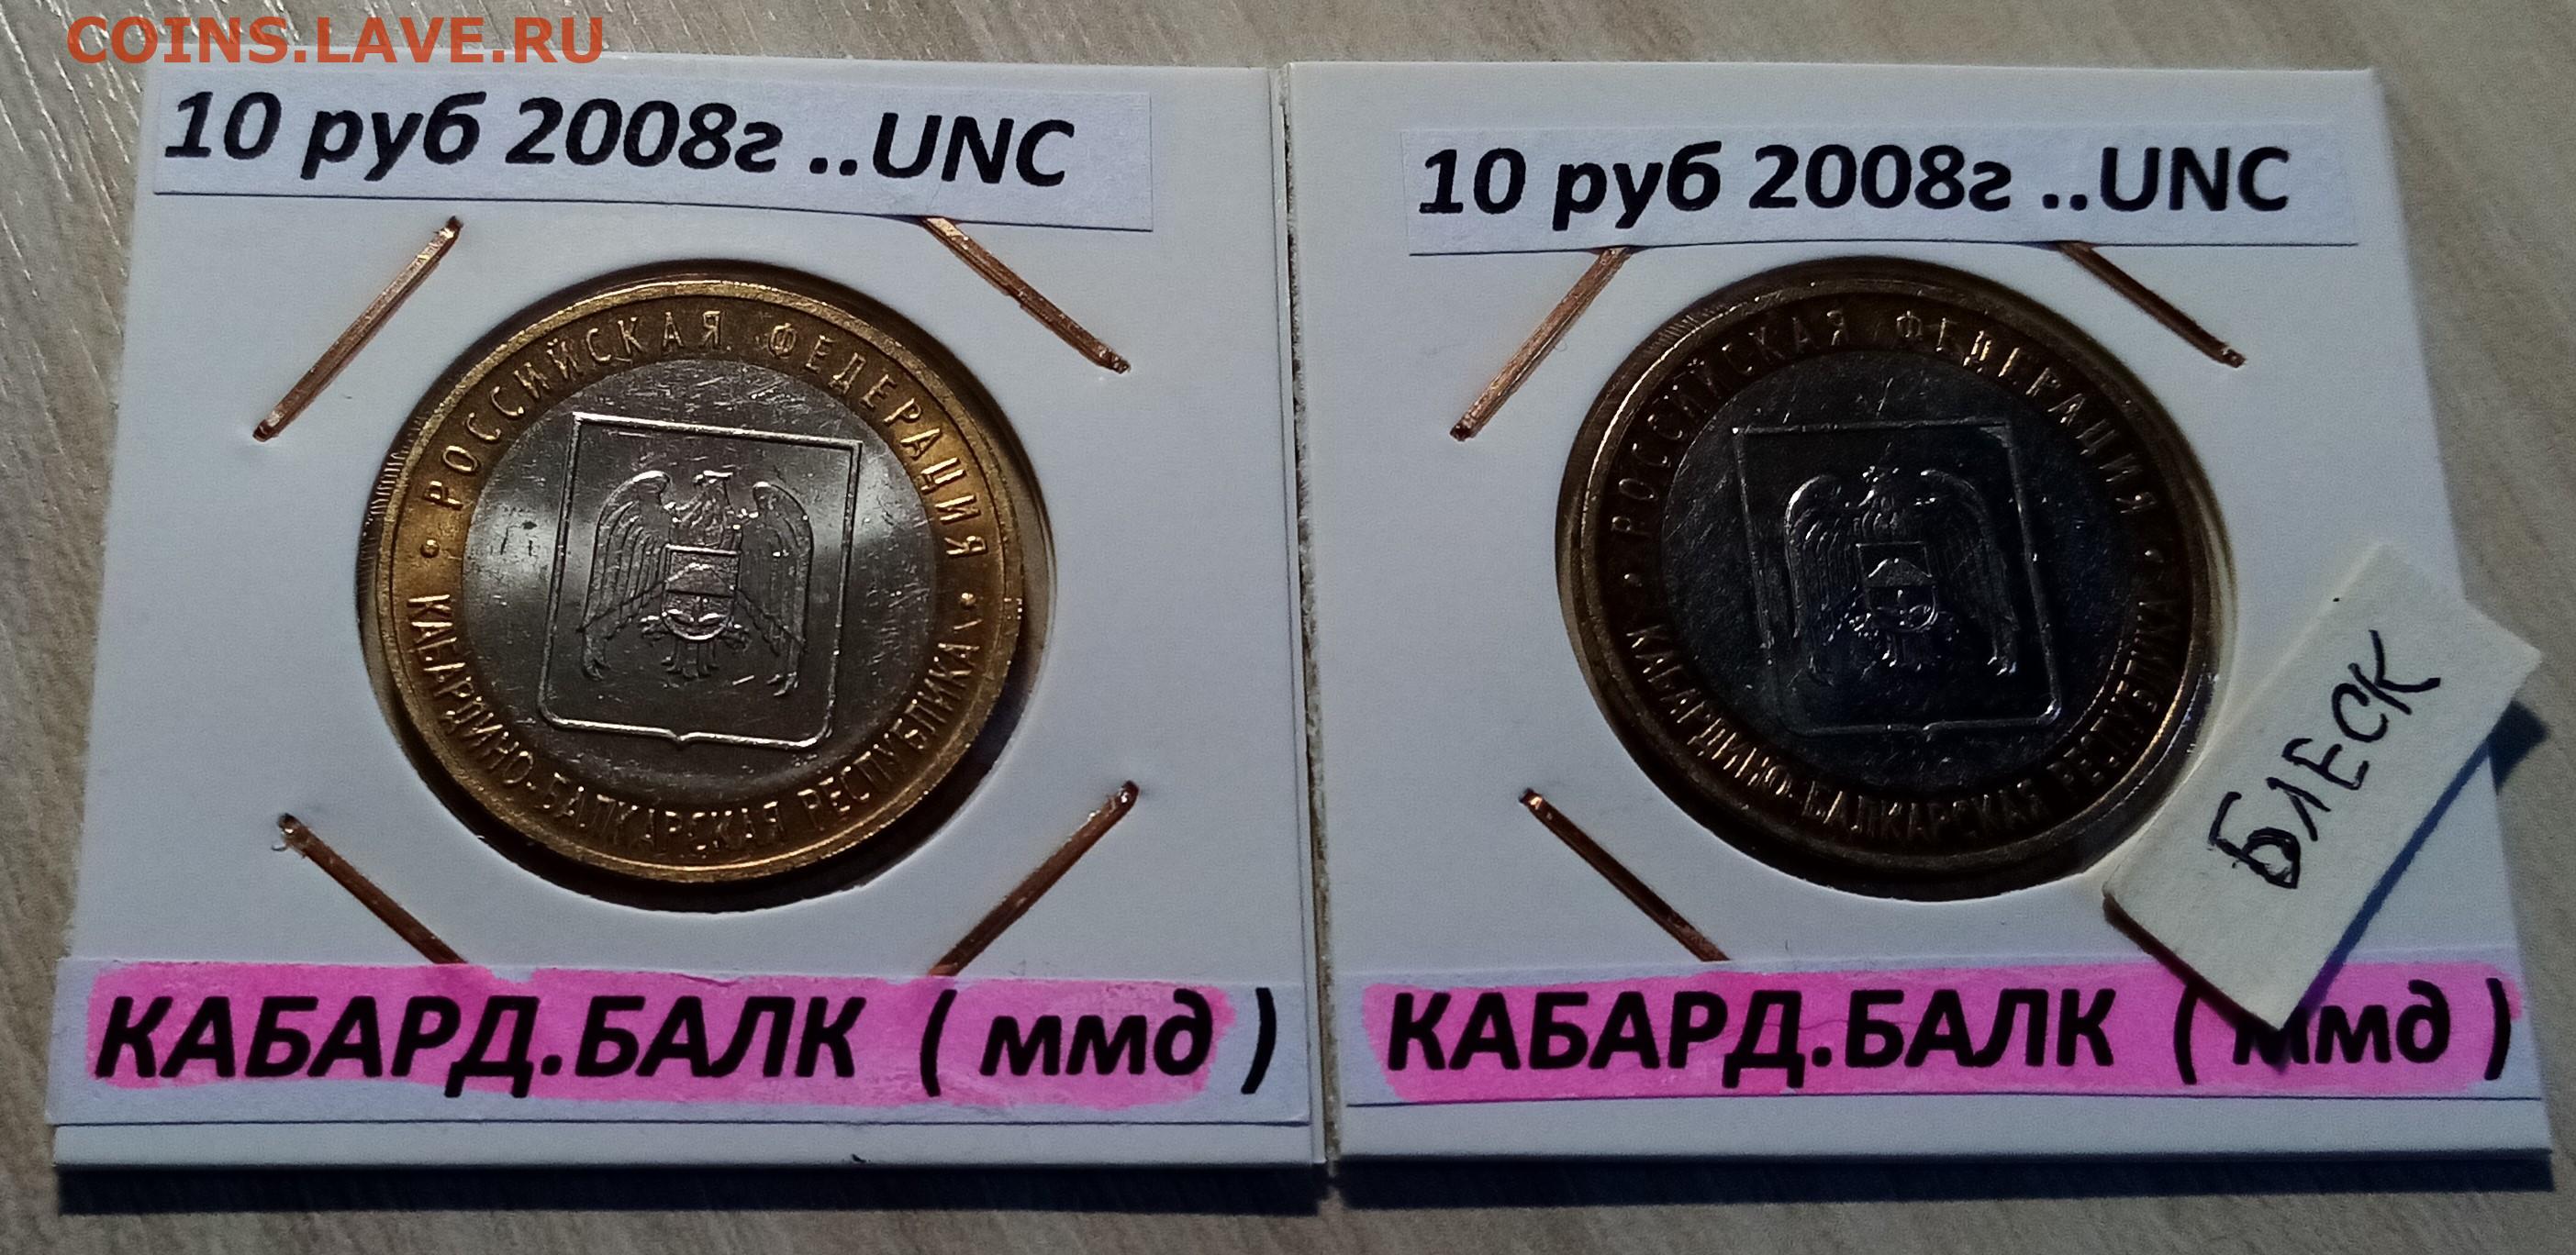 COINS.LAVE.RU
10 руб 2008г ..UNC
РОССИЙСКАЯ ФЕДЕРАЦИЯ
• КАБАРДИНО-БАЛКАРСКАЯ РЕСПУБЛИКА •
КАБАРД.БАЛК ( ммд )
10 руб 2008г ..UNC
РОССИЙСКАЯ ФЕДЕРАЦИЯ
• КАБАРДИНО-БАЛКАРСКАЯ РЕСПУБЛИКА •
БЛЕСК
КАБАРД.БАЛК ( ммд )